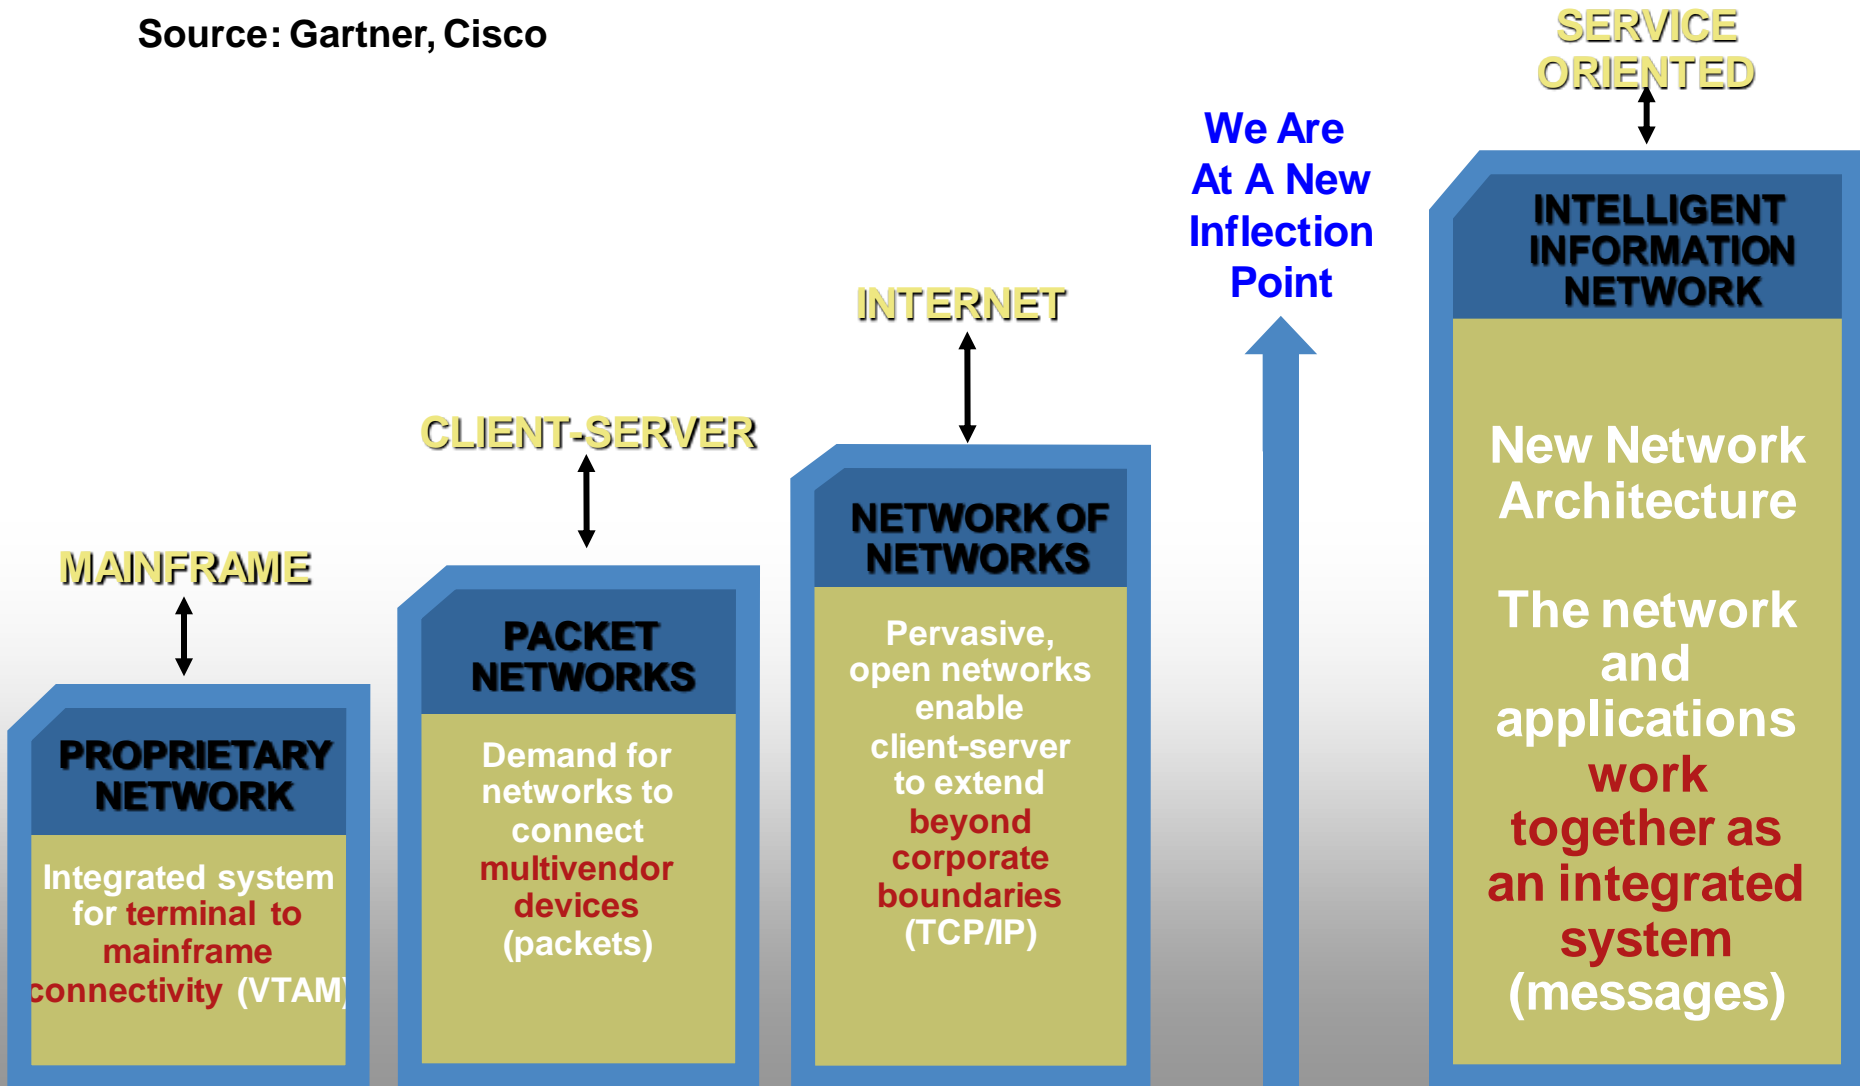 Source: Gartner, Cisco
MAINFRAME
PROPRIETARY
NETWORK
Integrated system
for terminal to
mainframe
connectivity (VTAM)
CLIENT-SERVER
PACKET
NETWORKS
Demand for
networks to
connect
multivendor
devices
(packets)
INTERNET
NETWORK OF
NETWORKS
Pervasive,
open networks
enable
client-server
to extend
beyond
corporate
boundaries
(TCP/IP)
We Are
At A New
Inflection
Point
SERVICE
ORIENTED
INTELLIGENT
INFORMATION
NETWORK
New Network
Architecture
The network
and
applications
work
together as
an integrated
system
(messages)